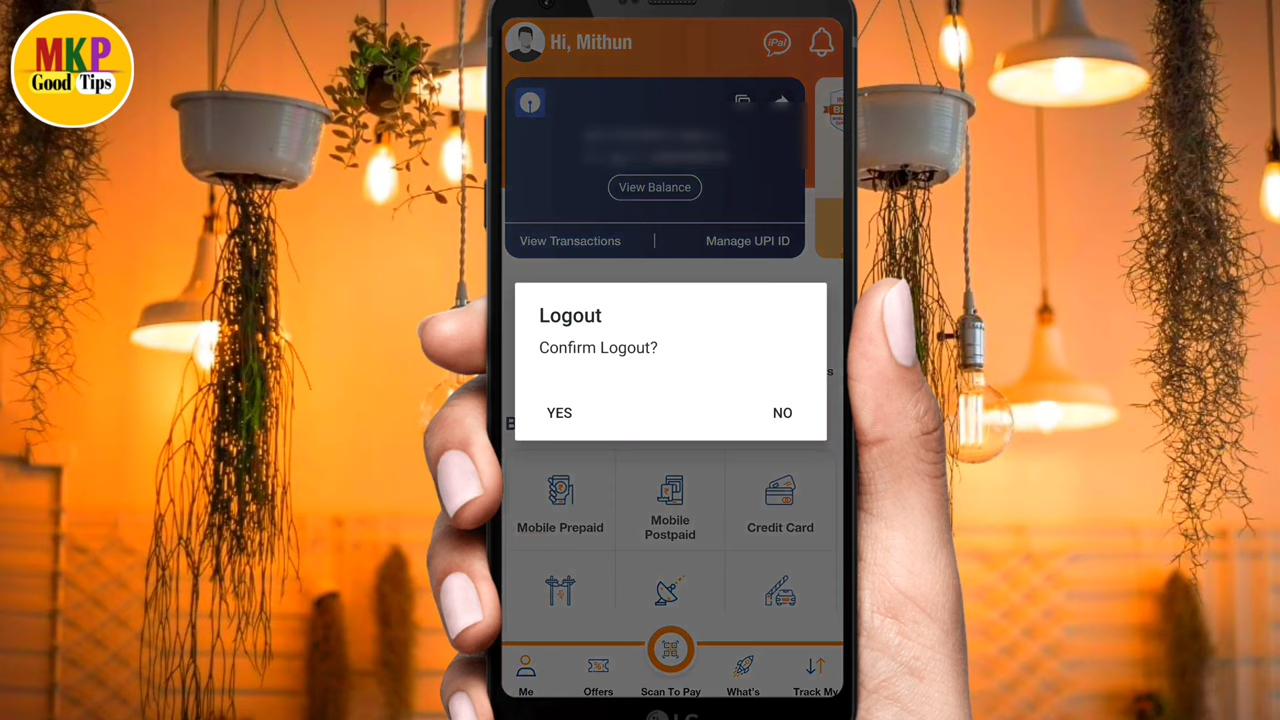 MKP
Good Tips
Hi, Mithun
iPal
View Balance
View Transactions | Manage UPI ID
Logout
Confirm Logout?
YES NO
Mobile Prepaid
Mobile
Postpaid
Credit Card
Me
Offers
Scan To Pay
What's
Track My
LG